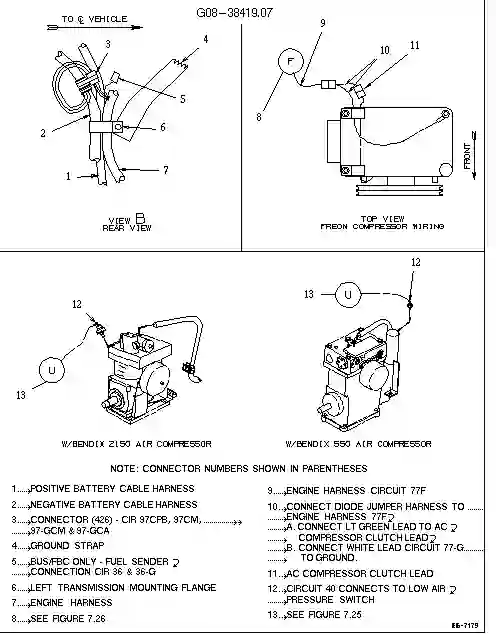 G08-38419.07
TO ℄ VEHICLE
3
4
5
2
6
1
7
VIEW B
REAR VIEW
9
10
11
F
8
FRONT
TOP VIEW
FREON COMPRESSOR WIRING
12
U
13
W/BENDIX 2150 AIR COMPRESSOR
12
13
U
W/BENDIX 550 AIR COMPRESSOR
NOTE: CONNECTOR NUMBERS SHOWN IN PARENTHESES
1.....POSITIVE BATTERY CABLE HARNESS
2.....NEGATIVE BATTERY CABLE HARNESS
3.....CONNECTOR (426) - CIR 97CPB, 97CM, ............
......97-GCM & 97-GCA
4.....GROUND STRAP
5.....BUS/FBC ONLY - FUEL SENDER
......CONNECTION CIR 36 & 36-G
6.....LEFT TRANSMISSION MOUNTING FLANGE
7.....ENGINE HARNESS
8.....SEE FIGURE 7.26
9.....ENGINE HARNESS CIRCUIT 77F
10.....CONNECT DIODE JUMPER HARNESS TO .......
......ENGINE HARNESS 77F
......A. CONNECT LT GREEN LEAD TO AC
...... COMPRESSOR CLUTCH LEAD
......B. CONNECT WHITE LEAD CIRCUIT 77-G.......
...... TO GROUND.
11.....AC COMPRESSOR CLUTCH LEAD
12.....CIRCUIT 40 CONNECTS TO LOW AIR
......PRESSURE SWITCH
13.....SEE FIGURE 7.25
E6-7179